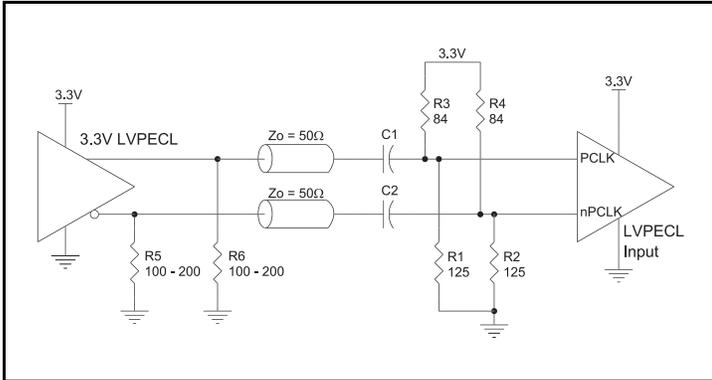 3.3V
3.3V LVPECL
R5
100 - 200
R6
100 - 200
Zo = 50Ω
Zo = 50Ω
C1
C2
3.3V
R3
84
R4
84
R1
125
R2
125
3.3V
PCLK
nPCLK
LVPECL
Input